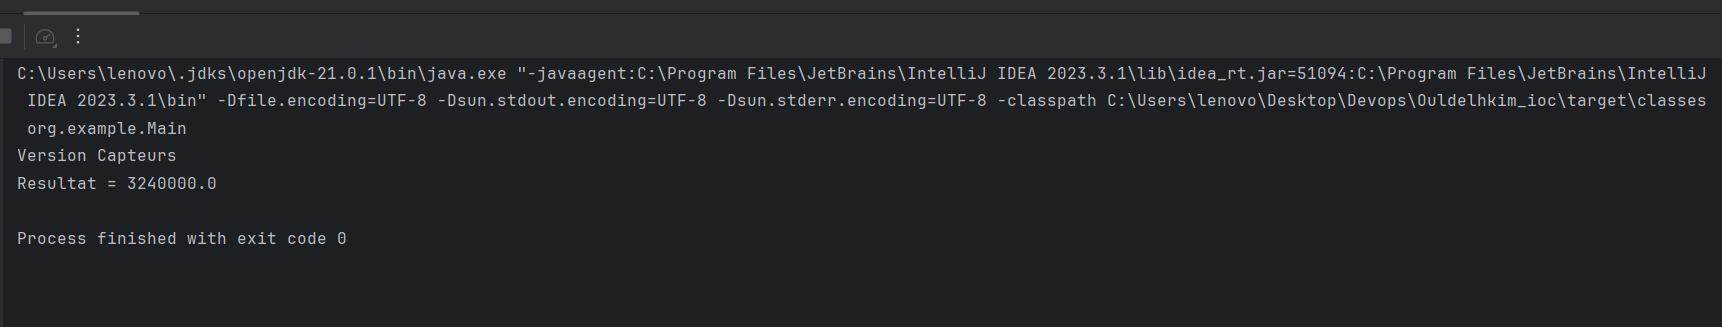 C:\Users\lenovo\.jdks\openjdk-21.0.1\bin\java.exe "-javaagent:C:\Program Files\JetBrains\IntelliJ IDEA 2023.3.1\lib\idea_rt.jar=51094:C:\Program Files\JetBrains\IntelliJ
IDEA 2023.3.1\bin" -Dfile.encoding=UTF-8 -Dsun.stdout.encoding=UTF-8 -Dsun.stderr.encoding=UTF-8 -classpath C:\Users\lenovo\Desktop\Devops\Ouldelhkim_ioc\target\classes
org.example.Main
Version Capteurs
Resultat = 3240000.0
Process finished with exit code 0